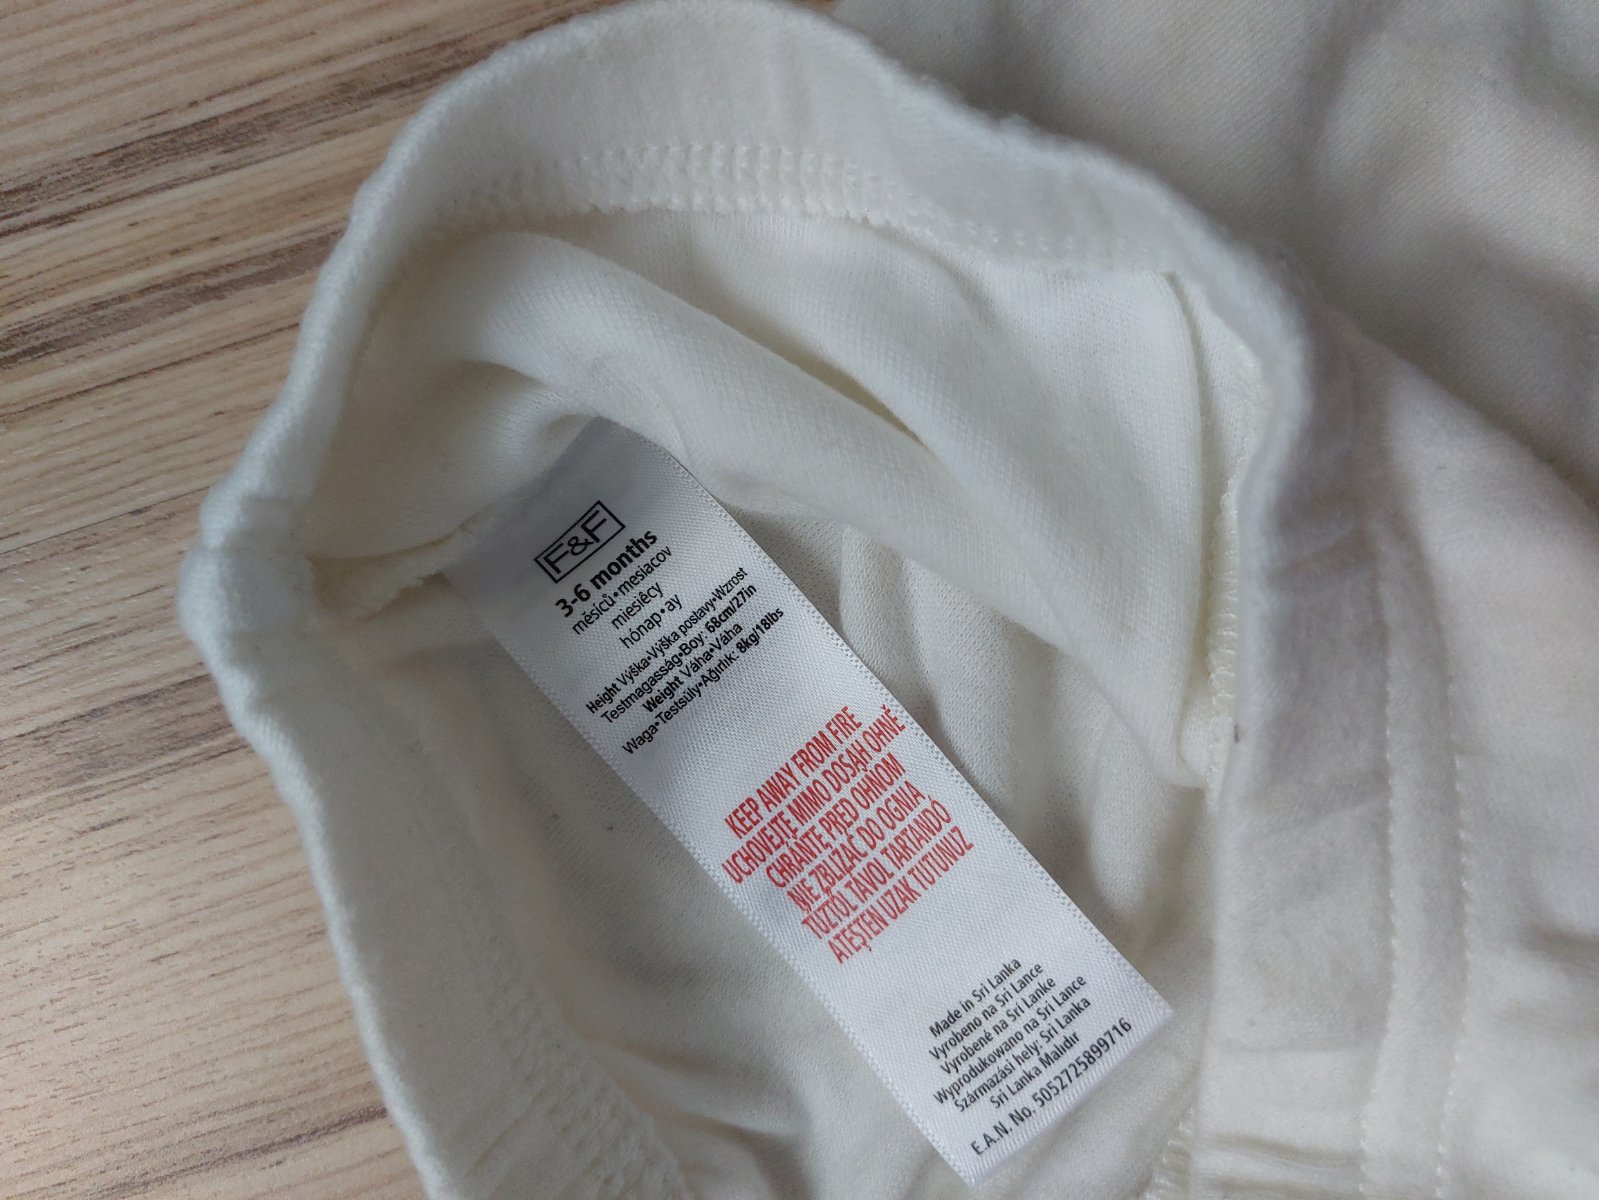 F&F
3-6 months
měsíců•mesiacov
miesięcy
hónap•ay
Height Výška•Výška postavy•Wzrost
Testmagasság•Boy: 68cm/27in
Weight Váha•Váha
Waga•Testsúly•Ağırlık: 8kg/18lbs
KEEP AWAY FROM FIRE
UCHOVEJTE MIMO DOSAH OHNĚ
CHRÁŇTE PRED OHŇOM
NIE ZBLIŻAĆ DO OGNIA
TŰZTŐL TÁVOL TARTANDÓ
ATEŞTEN UZAK TUTUNUZ
Made in Sri Lanka
Vyrobeno na Srí Lance
Vyrobené na Srí Lanke
Wyprodukowano na Sri Lance
Származási hely: Sri Lanka
Sri Lanka Malıdır
E.A.N. No. 5052725899716